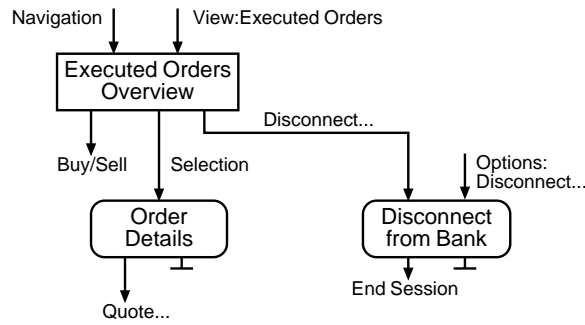 Navigation
View:Executed Orders
Executed Orders
Overview
Disconnect...
Buy/Sell
Selection
Options:
Disconnect...
Order
Details
Disconnect
from Bank
Quote...
End Session